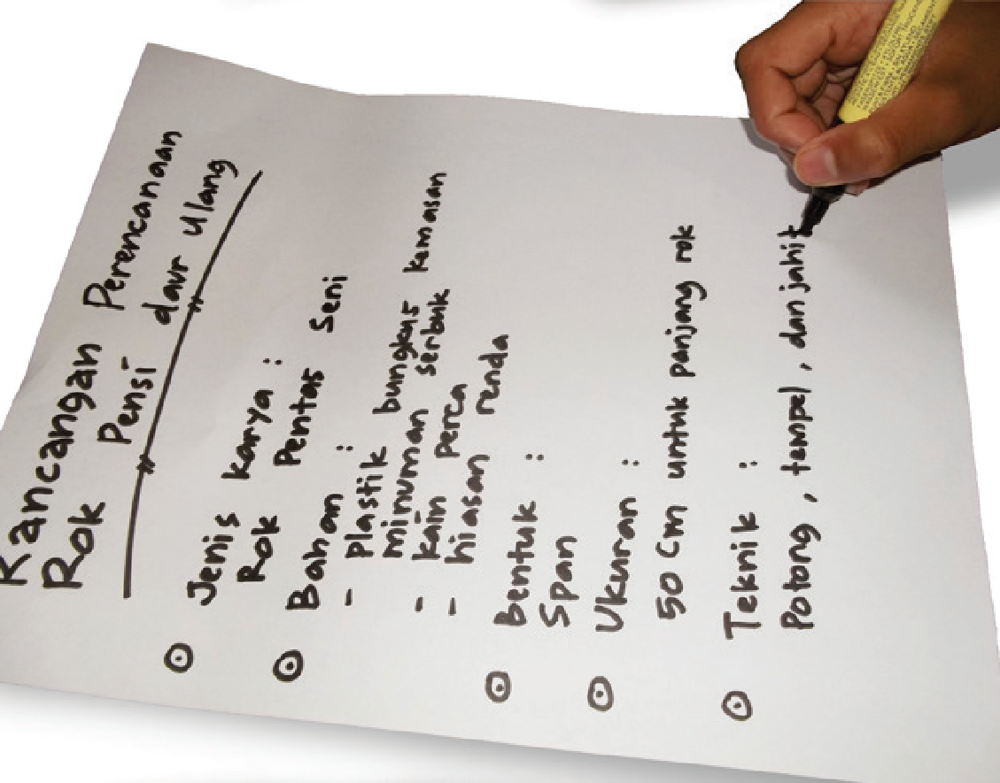 Rancangan Perencanaan
Rok Pensi daur ulang
⊙ Jenis karya :
Rok Pentas Seni
⊙ Bahan :
- plastik bungkus kemasan
minuman serbuk
- kain perca
- hiasan renda
⊙ Bentuk :
Span
⊙ Ukuran :
50 cm untuk panjang rok
⊙ Teknik :
Potong, tempel, dan jahit